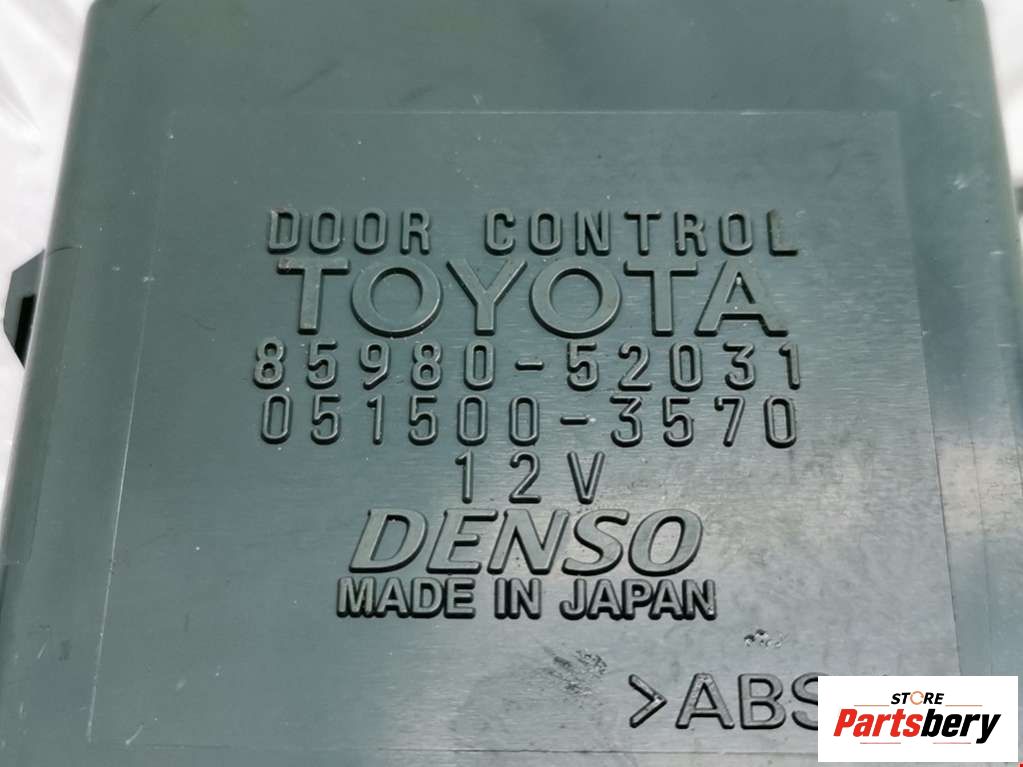 DOOR CONTROL
TOYOTA
85980-52031
051500-3570
12V
DENSO
MADE IN JAPAN
>ABS
STORE
Partsbery